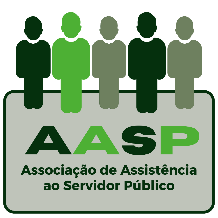 AASP
Associação de Assistência
ao Servidor Público